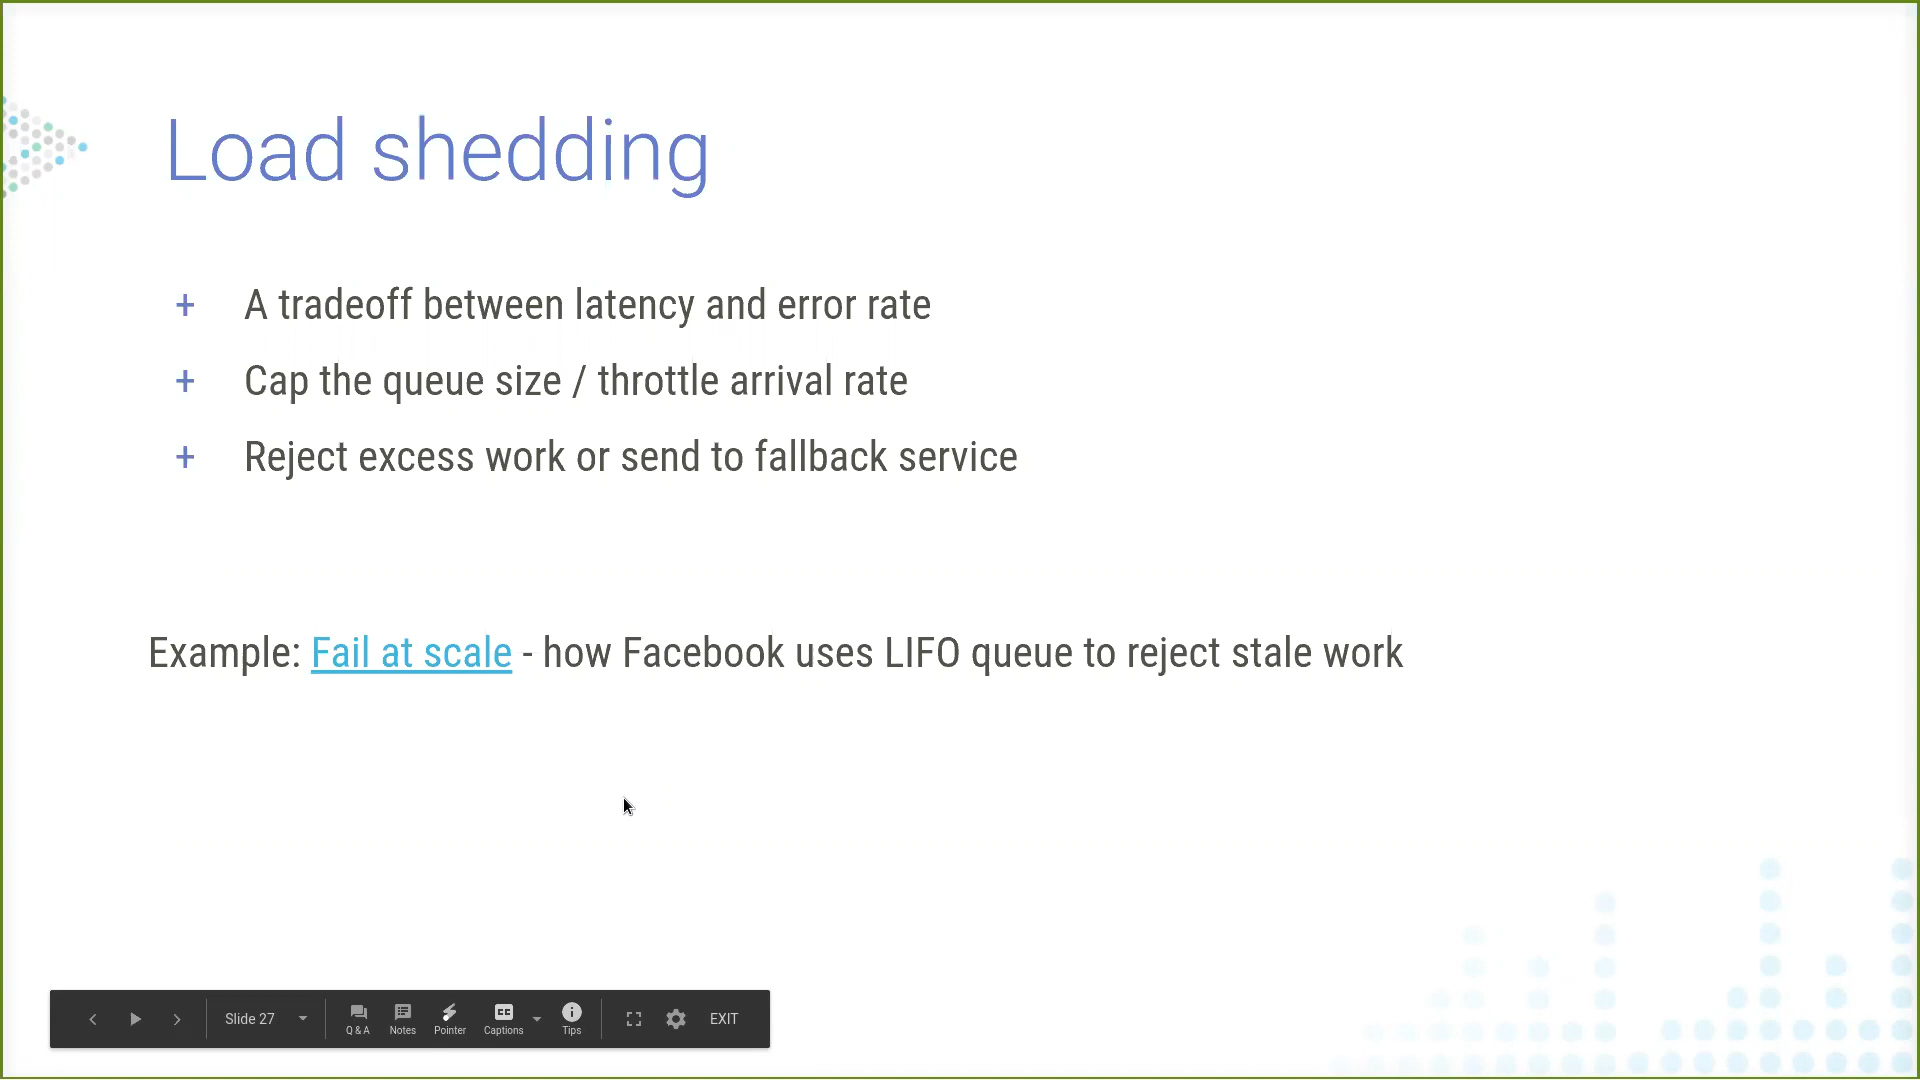 Load shedding
+ A tradeoff between latency and error rate
+ Cap the queue size / throttle arrival rate
+ Reject excess work or send to fallback service
Example: Fail at scale - how Facebook uses LIFO queue to reject stale work
Slide 27 Q & A Notes Pointer CC Captions Tips EXIT